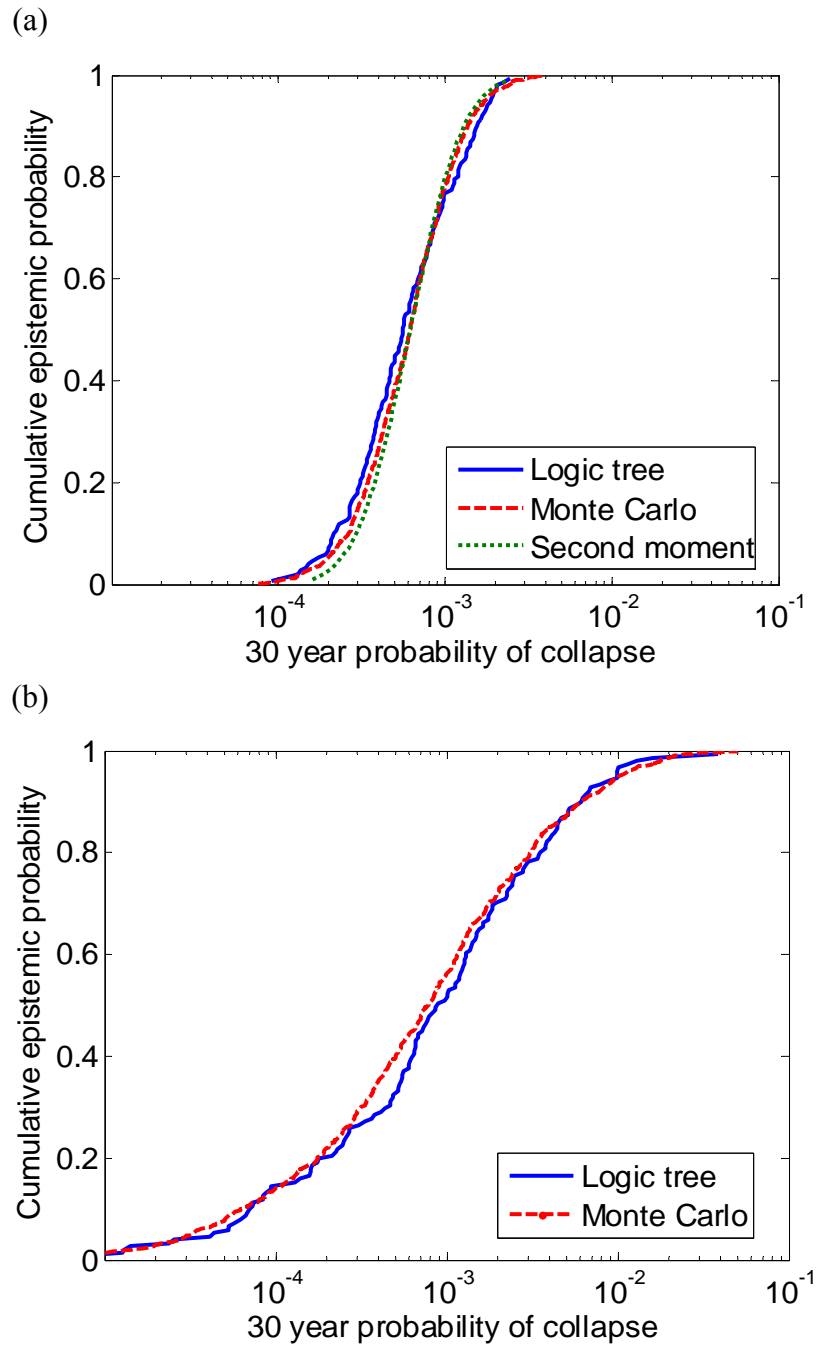 (a)
1
0.8
0.6
0.4
0.2
0
Cumulative epistemic probability
Logic tree
Monte Carlo
Second moment
10^-4
10^-3
10^-2
10^-1
30 year probability of collapse
(b)
1
0.8
0.6
0.4
0.2
0
Cumulative epistemic probability
Logic tree
Monte Carlo
10^-4
10^-3
10^-2
10^-1
30 year probability of collapse